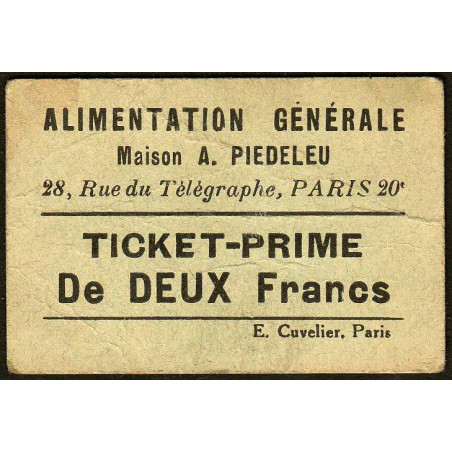 ALIMENTATION GÉNÉRALE
Maison A. PIEDELEU
28, Rue du Télégraphe, PARIS 20e
TICKET-PRIME
De DEUX Francs
E. Cuvelier, Paris